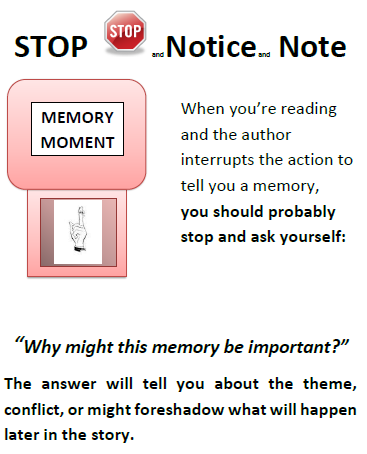 STOP STOP and Notice and Note
MEMORY
MOMENT
When you’re reading
and the author
interrupts the action to
tell you a memory,
you should probably
stop and ask yourself:
“Why might this memory be important?”
The answer will tell you about the theme,
conflict, or might foreshadow what will happen
later in the story.